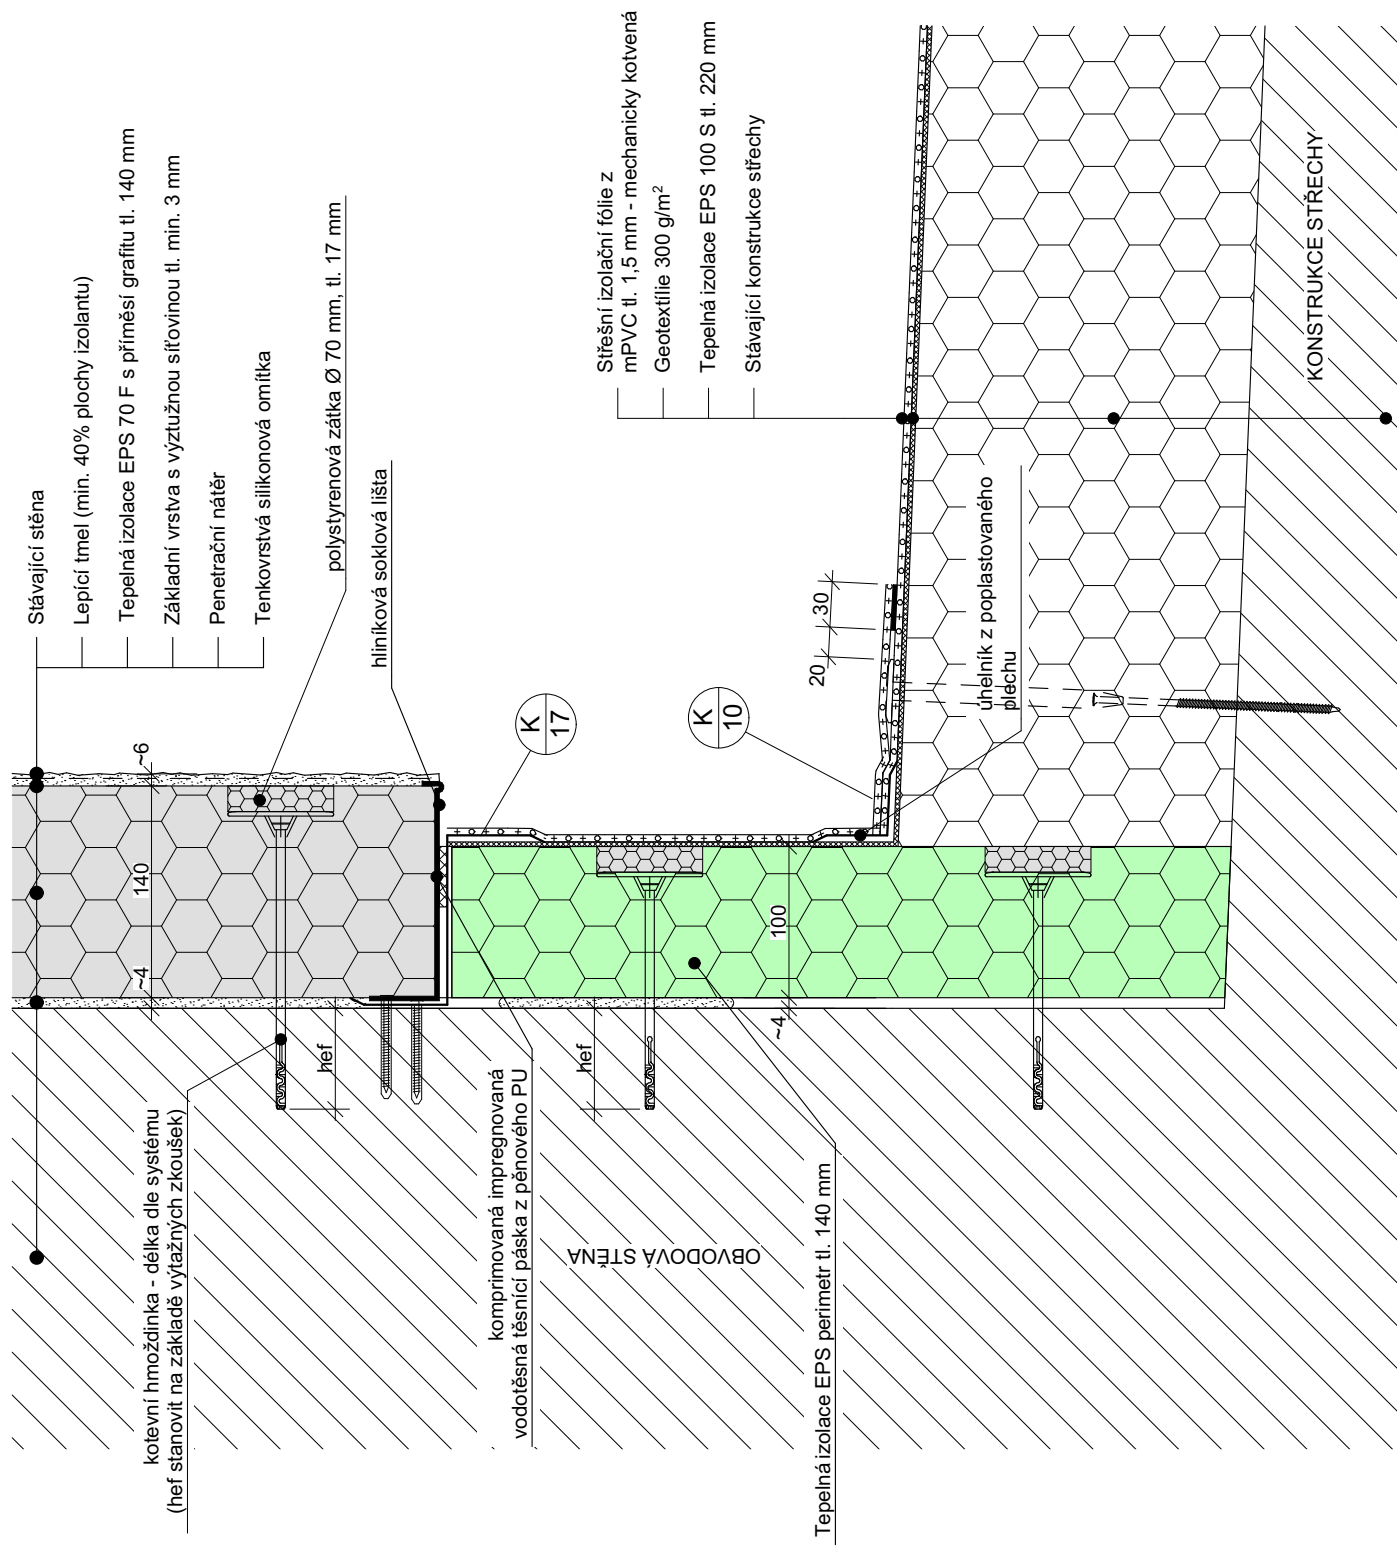 Stávající stěna
Lepící tmel (min. 40% plochy izolantu)
Tepelná izolace EPS 70 F s příměsí grafitu tl. 140 mm
Základní vrstva s výztužnou síťovinou tl. min. 3 mm
Penetrační nátěr
Tenkovrstvá silikonová omítka
polystyrenová zátka Ø 70 mm, tl. 17 mm
hliníková soklová lišta
Střešní izolační fólie z
mPVC tl. 1,5 mm - mechanicky kotvená
Geotextílie 300 g/m²
Tepelná izolace EPS 100 S tl. 220 mm
Stávající konstrukce střechy
KONSTRUKCE STŘECHY
~6
140
~4
K
17
K
10
20
30
úhelník z poplastovaného
plechu
100
~4
hef
hef
kotevní hmoždinka - délka dle systému
(hef stanovit na základě výtažných zkoušek)
komprimovaná impregnovaná
vodotěsná těsnící páska z pěnového PU
OBVODOVÁ STĚNA
Tepelná izolace EPS perimetr tl. 140 mm